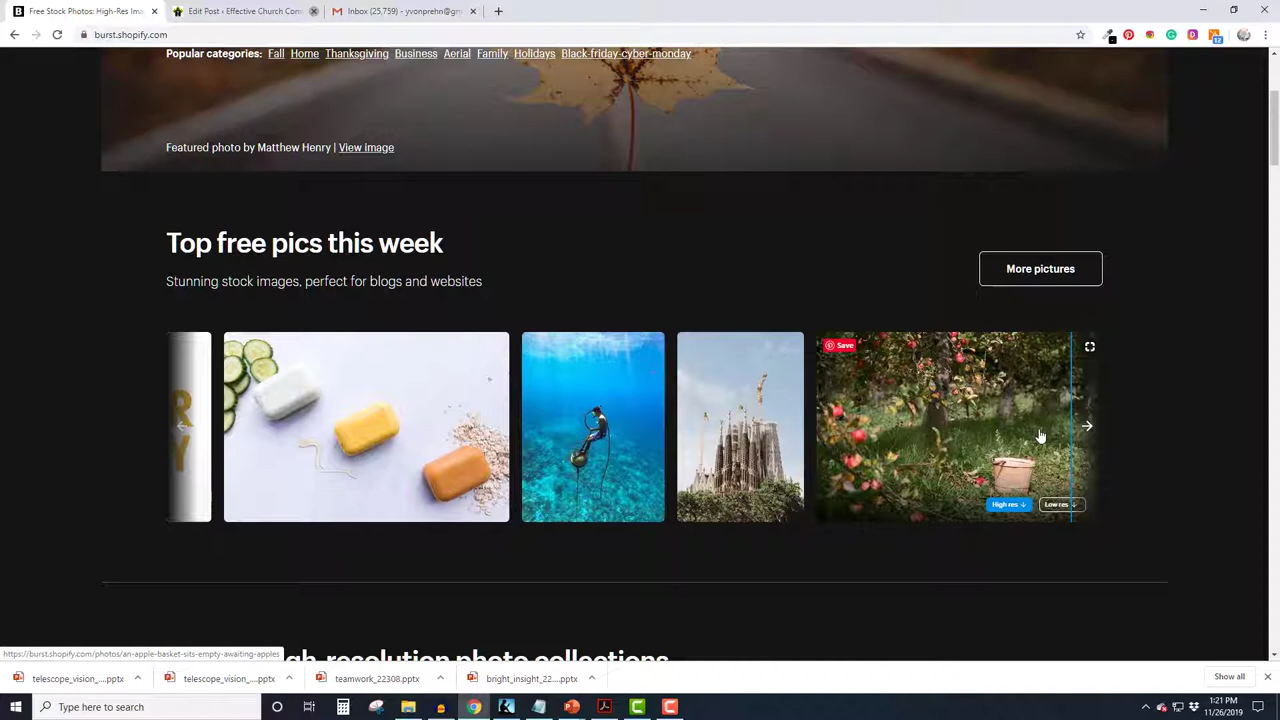 Free Stock Photos: High-Res Ima
Edit Post ‹ Effective Church Com
Inbox (25,759) - yvonprehn@gm
burst.shopify.com
12
Popular categories: Fall Home Thanksgiving Business Aerial Family Holidays Black-friday-cyber-monday
Featured photo by Matthew Henry | View image
Top free pics this week
More pictures
Stunning stock images, perfect for blogs and websites
Save
High res ↓
Low res ↓
https://burst.shopify.com/photos/an-apple-basket-sits-empty-awaiting-apples
gh-resolution photo collections
telescope_vision_....pptx
telescope_vision_....pptx
teamwork_22308.pptx
bright_insight_22....pptx
Show all
Type here to search
1:21 PM
11/26/2019